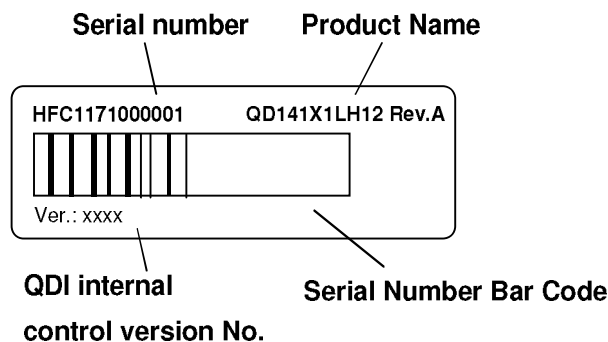 Serial number Product Name
HFC1171000001 QD141X1LH12 Rev.A
Ver.: xxxx
QDI internal
control version No.
Serial Number Bar Code